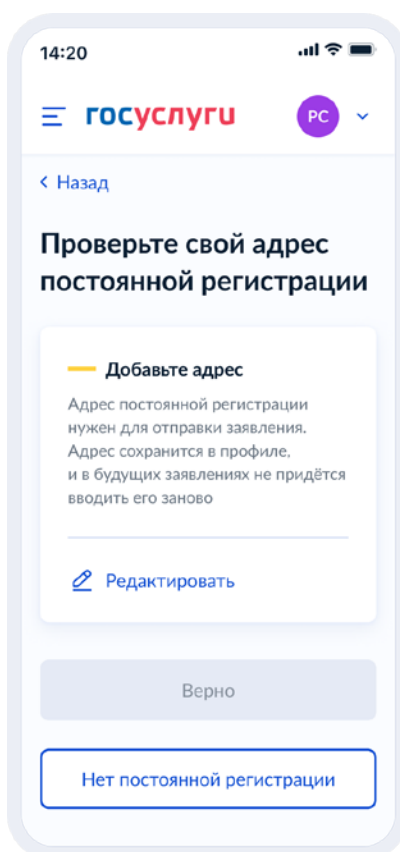 14:20
госуслуги
РС
Назад
Проверьте свой адрес
постоянной регистрации
Добавьте адрес
Адрес постоянной регистрации
нужен для отправки заявления.
Адрес сохранится в профиле,
и в будущих заявлениях не придётся
вводить его заново
Редактировать
Верно
Нет постоянной регистрации